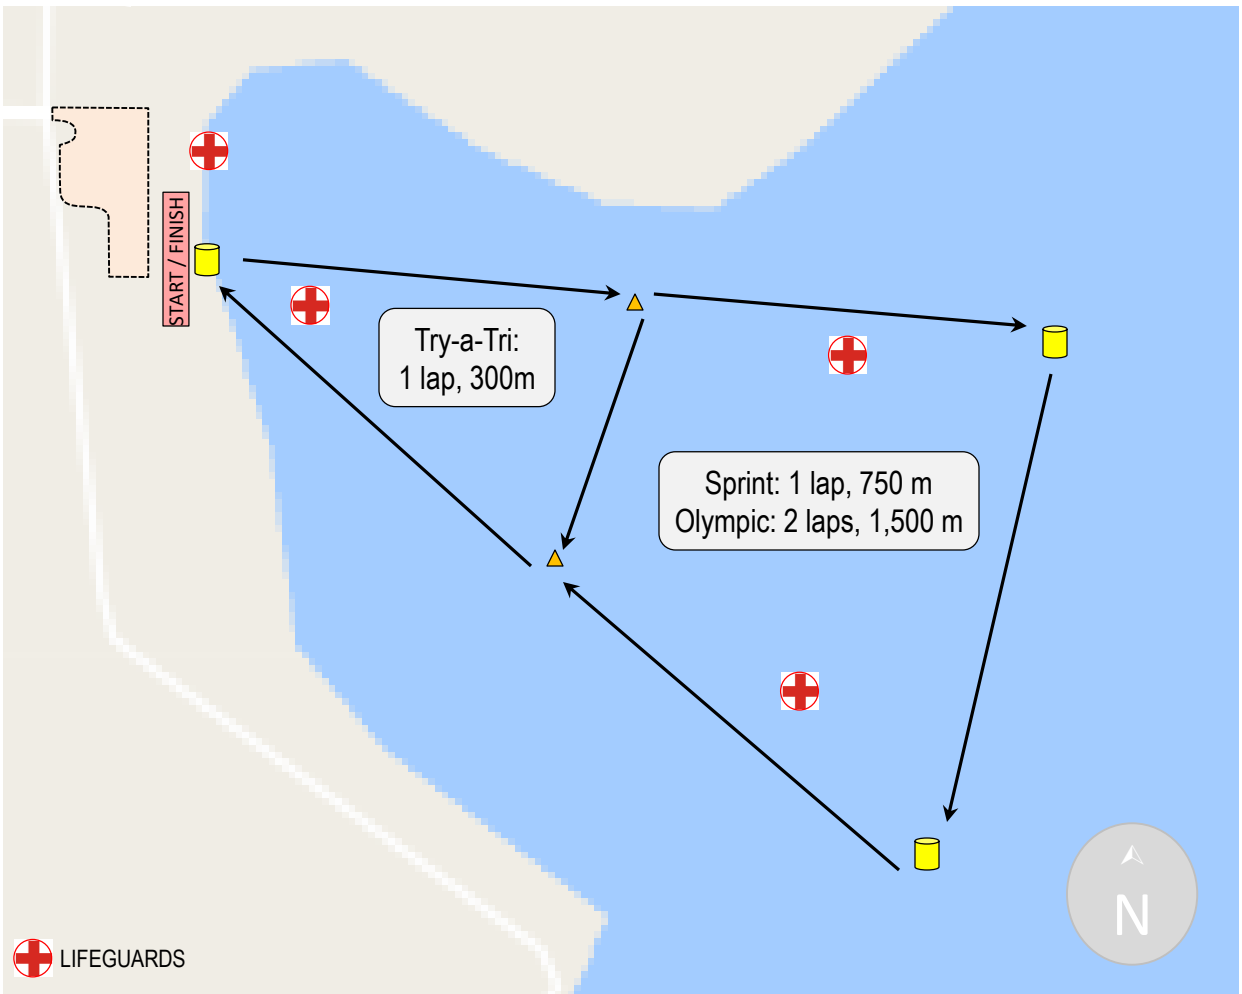 START / FINISH
Try-a-Tri:
1 lap, 300m
Sprint: 1 lap, 750 m
Olympic: 2 laps, 1,500 m
N
LIFEGUARDS